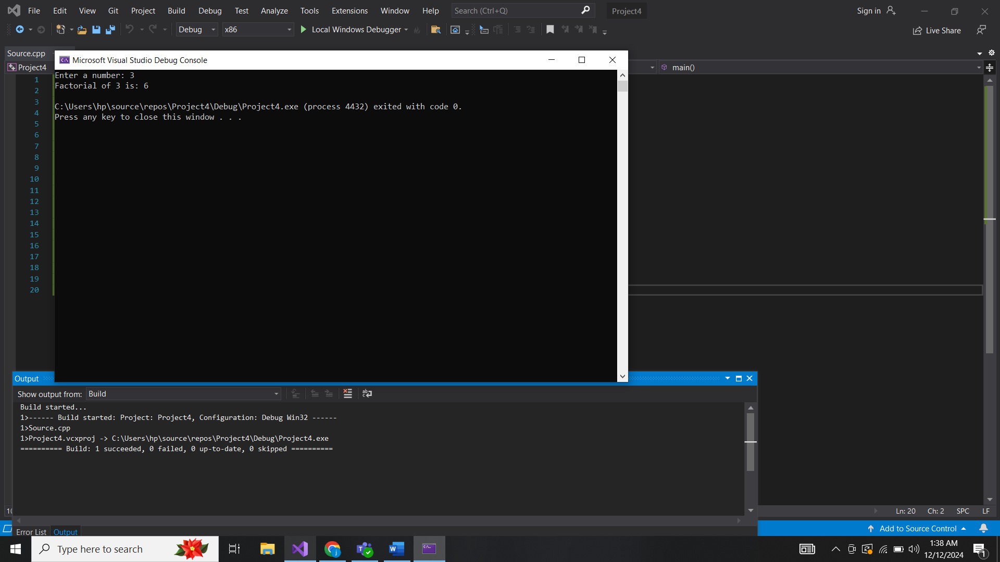 File Edit View Git Project Build Debug Test Analyze Tools Extensions Window Help Search (Ctrl+Q) Project4 Sign in
Debug x86 Local Windows Debugger Live Share
Source.cpp
Microsoft Visual Studio Debug Console
Project4 main()
Enter a number: 3
Factorial of 3 is: 6
C:\Users\hp\source\repos\Project4\Debug\Project4.exe (process 4432) exited with code 0.
Press any key to close this window . . .
1
2
3
4
5
6
7
8
9
10
11
12
13
14
15
16
17
18
19
20
Output
Show output from: Build
Build started...
1>------ Build started: Project: Project4, Configuration: Debug Win32 ------
1>Source.cpp
1>Project4.vcxproj -> C:\Users\hp\source\repos\Project4\Debug\Project4.exe
========== Build: 1 succeeded, 0 failed, 0 up-to-date, 0 skipped ==========
Ln: 20 Ch: 2 SPC LF
Error List Output
Add to Source Control
Type here to search
1:38 AM
12/12/2024
1